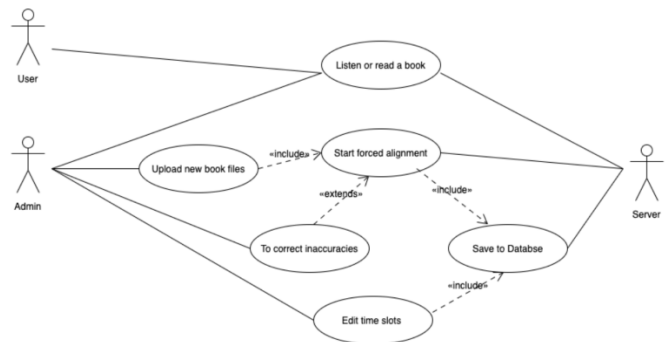 User
Listen or read a book
Admin
Upload new book files
«include»
Start forced alignment
Server
«extends»
«include»
To correct inaccuracies
Save to Databse
«include»
Edit time slots